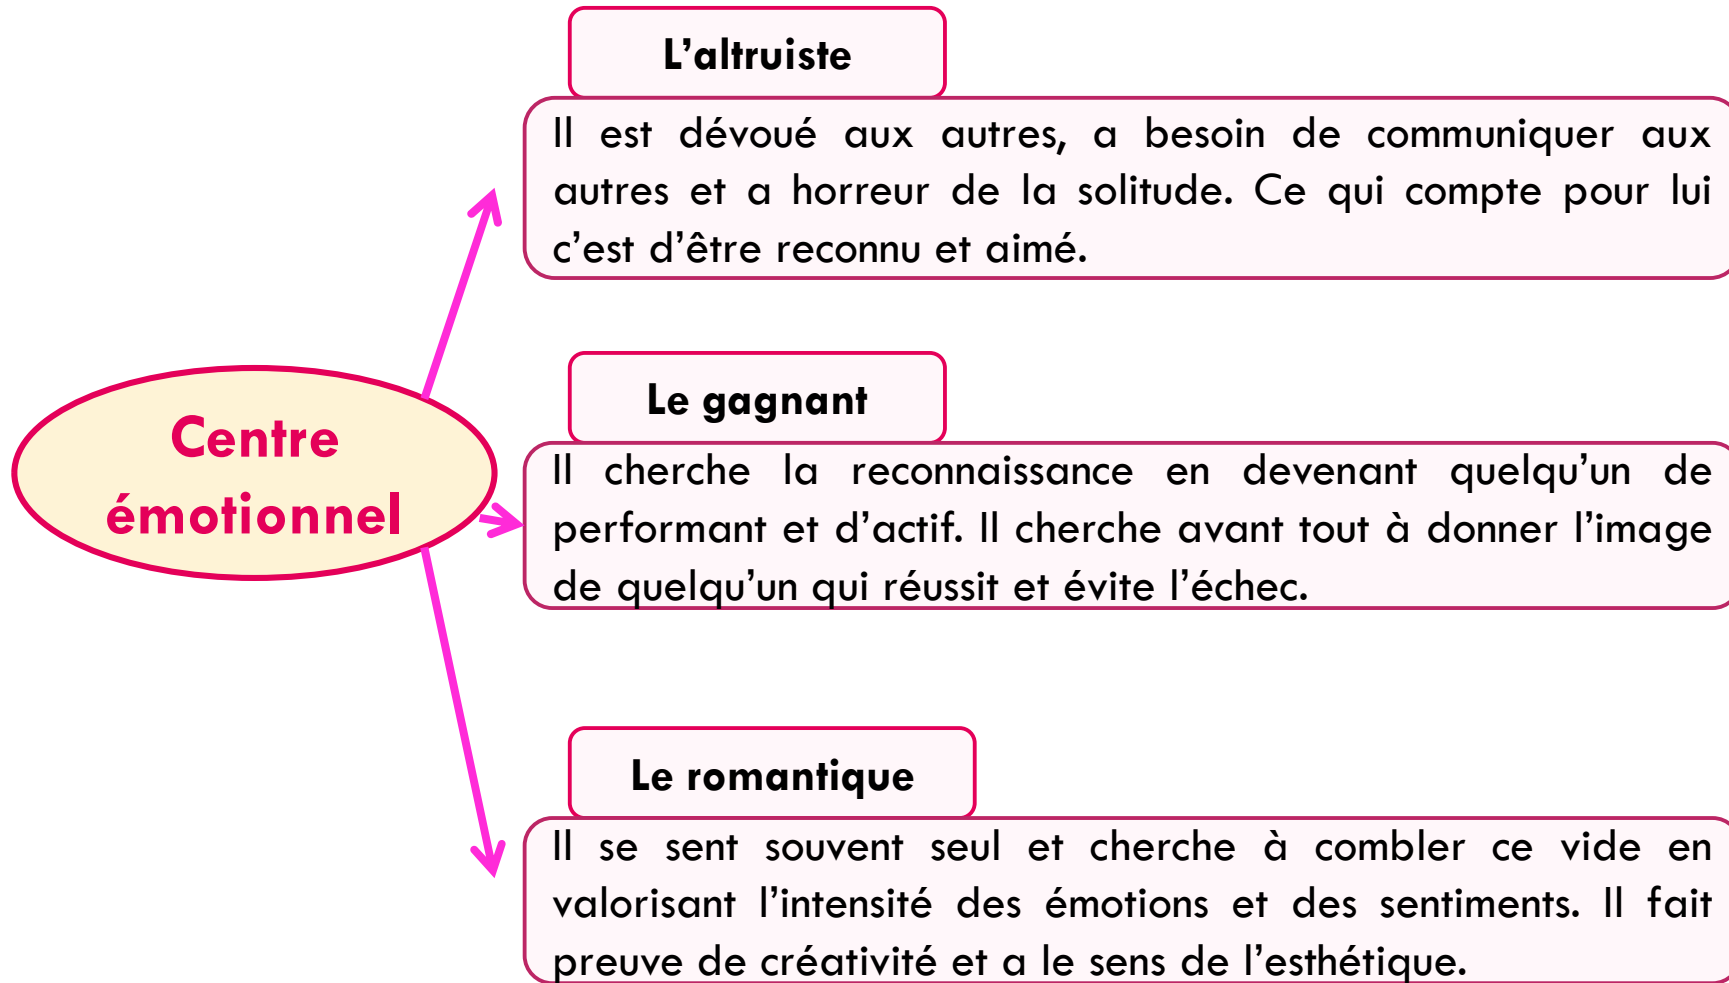 L’altruiste
Il est dévoué aux autres, a besoin de communiquer aux
autres et a horreur de la solitude. Ce qui compte pour lui
c’est d’être reconnu et aimé.
Le gagnant
Il cherche la reconnaissance en devenant quelqu’un de
performant et d’actif. Il cherche avant tout à donner l’image
de quelqu’un qui réussit et évite l’échec.
Centre
émotionnel
Le romantique
Il se sent souvent seul et cherche à combler ce vide en
valorisant l’intensité des émotions et des sentiments. Il fait
preuve de créativité et a le sens de l’esthétique.